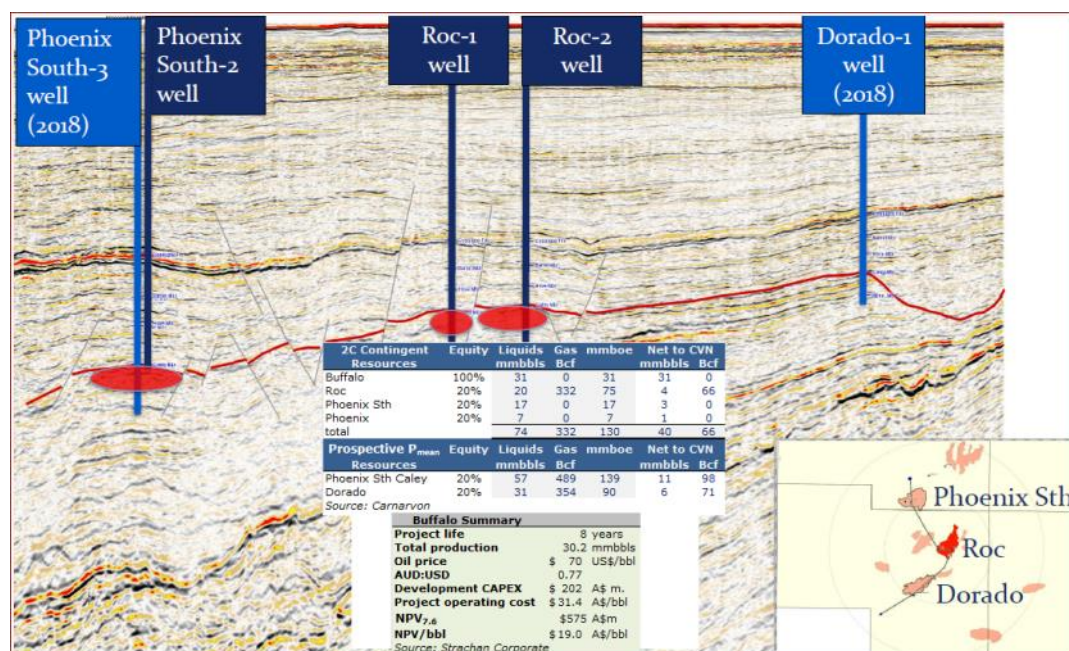 Phoenix
South-3
well
(2018)
Phoenix
South-2
well
Roc-1
well
Roc-2
well
Dorado-1
well
(2018)
2C Contingent Equity Liquids Gas mmboe Net to CVN
Resources mmbbls Bcf mmbbls Bcf
Buffalo 100% 31 0 31 31 0
Roc 20% 20 332 75 4 66
Phoenix Sth 20% 17 0 17 3 0
Phoenix 20% 7 0 7 1 0
total 74 332 130 40 66
Prospective Pmean Equity Liquids Gas mmboe Net to CVN
Resources mmbbls Bcf mmbbls Bcf
Phoenix Sth Caley 20% 57 489 139 11 98
Dorado 20% 31 354 90 6 71
Source: Carnarvon
Buffalo Summary
Project life 8 years
Total production 30.2 mmbbls
Oil price $ 70 US$/bbl
AUD:USD 0.77
Development CAPEX $ 202 A$ m.
Project operating cost $31.4 A$/bbl
NPV7.6 $575 A$m
NPV/bbl $19.0 A$/bbl
Source: Strachan Corporate
Phoenix Sth
Roc
Dorado